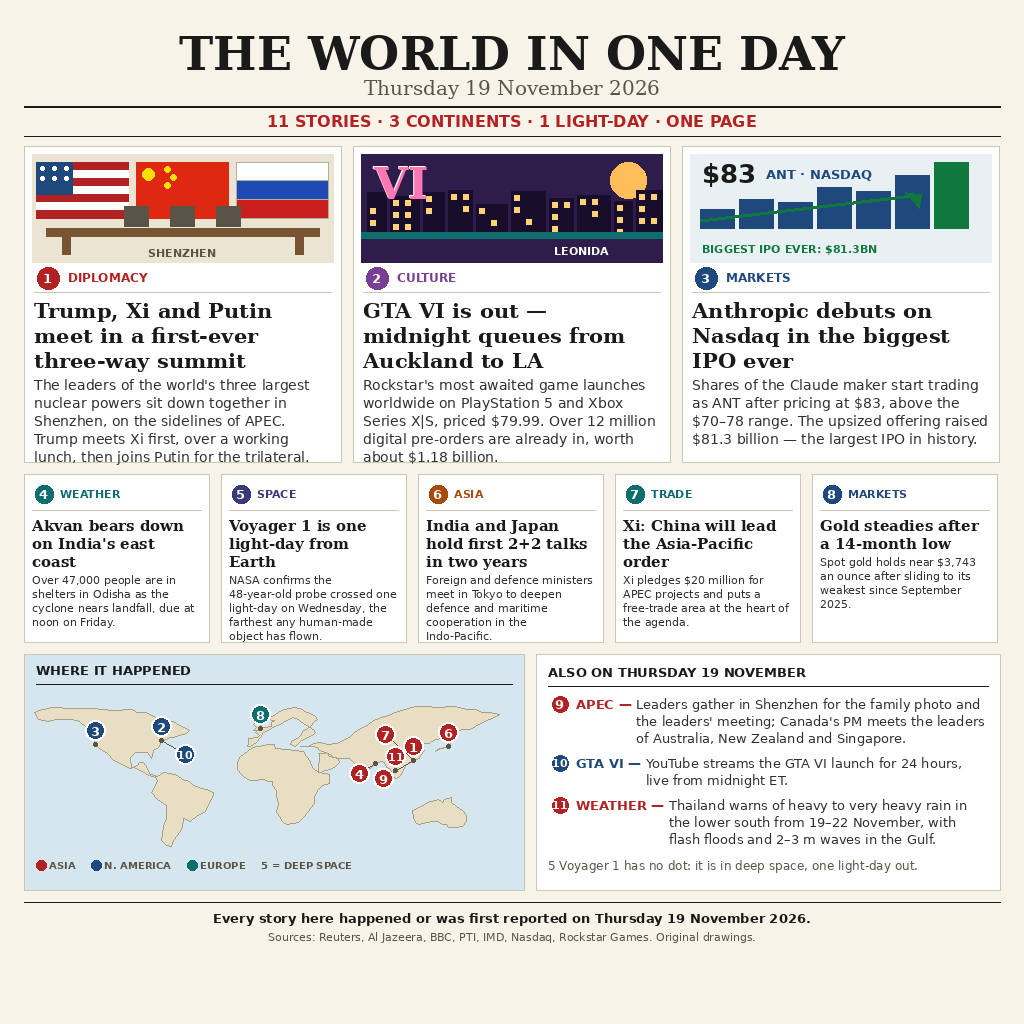 THE WORLD IN ONE DAY
Thursday 19 November 2026
11 STORIES · 3 CONTINENTS · 1 LIGHT-DAY · ONE PAGE
SHENZHEN
1 DIPLOMACY
Trump, Xi and Putin
meet in a first-ever
three-way summit
The leaders of the world's three largest
nuclear powers sit down together in
Shenzhen, on the sidelines of APEC.
Trump meets Xi first, over a working
lunch, then joins Putin for the trilateral.
VI
LEONIDA
2 CULTURE
GTA VI is out —
midnight queues from
Auckland to LA
Rockstar's most awaited game launches
worldwide on PlayStation 5 and Xbox
Series X|S, priced $79.99. Over 12 million
digital pre-orders are already in, worth
about $1.18 billion.
$83 ANT · NASDAQ
BIGGEST IPO EVER: $81.3BN
3 MARKETS
Anthropic debuts on
Nasdaq in the biggest
IPO ever
Shares of the Claude maker start trading
as ANT after pricing at $83, above the
$70–78 range. The upsized offering raised
$81.3 billion — the largest IPO in history.
4 WEATHER
Akvan bears down
on India's east
coast
Over 47,000 people are in
shelters in Odisha as the
cyclone nears landfall, due at
noon on Friday.
5 SPACE
Voyager 1 is one
light-day from
Earth
NASA confirms the
48-year-old probe crossed one
light-day on Wednesday, the
farthest any human-made
object has flown.
6 ASIA
India and Japan
hold first 2+2 talks
in two years
Foreign and defence ministers
meet in Tokyo to deepen
defence and maritime
cooperation in the
Indo-Pacific.
7 TRADE
Xi: China will lead
the Asia-Pacific
order
Xi pledges $20 million for
APEC projects and puts a
free-trade area at the heart of
the agenda.
8 MARKETS
Gold steadies after
a 14-month low
Spot gold holds near $3,743
an ounce after sliding to its
weakest since September
2025.
WHERE IT HAPPENED
3
2
10
8
7
1
6
11
4
9
ASIA N. AMERICA EUROPE 5 = DEEP SPACE
ALSO ON THURSDAY 19 NOVEMBER
9 APEC — Leaders gather in Shenzhen for the family photo and
the leaders' meeting; Canada's PM meets the leaders
of Australia, New Zealand and Singapore.
10 GTA VI — YouTube streams the GTA VI launch for 24 hours,
live from midnight ET.
11 WEATHER — Thailand warns of heavy to very heavy rain in
the lower south from 19–22 November, with
flash floods and 2–3 m waves in the Gulf.
5 Voyager 1 has no dot: it is in deep space, one light-day out.
Every story here happened or was first reported on Thursday 19 November 2026.
Sources: Reuters, Al Jazeera, BBC, PTI, IMD, Nasdaq, Rockstar Games. Original drawings.